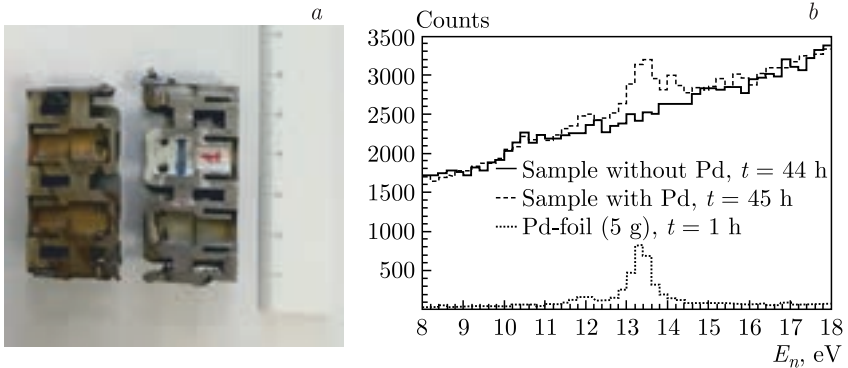 a
b
Counts
3500
3000
2500
2000
1500
1000
500
Sample without Pd, t = 44 h
Sample with Pd, t = 45 h
Pd-foil (5 g), t = 1 h
8 9 10 11 12 13 14 15 16 17 18
E_n, eV